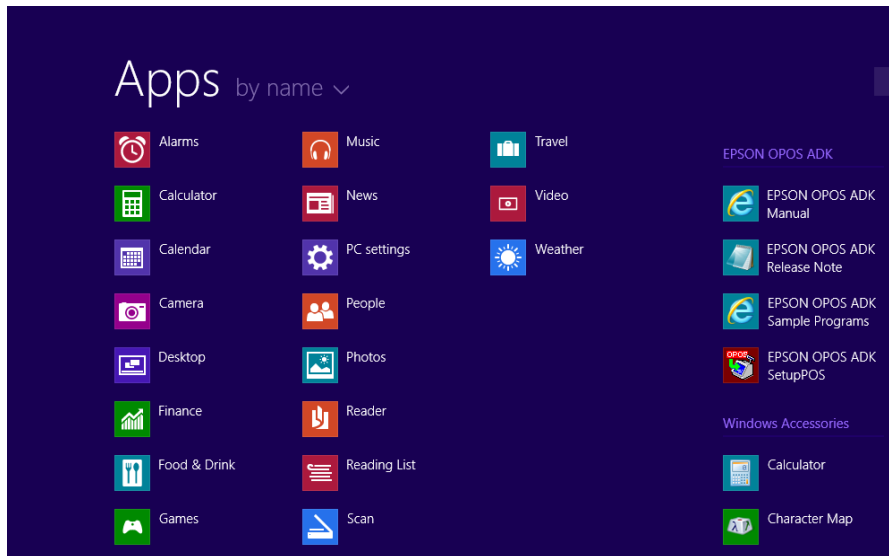 Apps by name
Alarms
Calculator
Calendar
Camera
Desktop
Finance
Food & Drink
Games
Music
News
PC settings
People
Photos
Reader
Reading List
Scan
Travel
Video
Weather
EPSON OPOS ADK
EPSON OPOS ADK
Manual
EPSON OPOS ADK
Release Note
EPSON OPOS ADK
Sample Programs
OPOS
EPSON OPOS ADK
SetupPOS
Windows Accessories
Calculator
Character Map